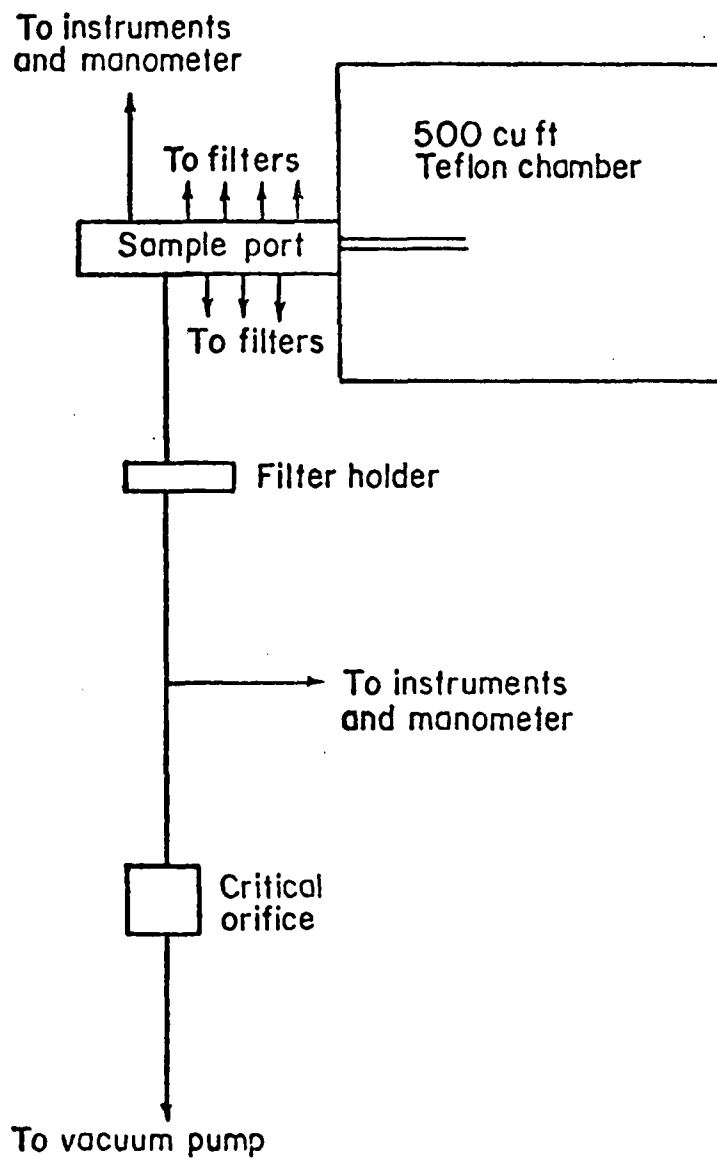 To instruments
and manometer
500 cu ft
Teflon chamber
To filters
Sample port
To filters
Filter holder
To instruments
and manometer
Critical
orifice
To vacuum pump